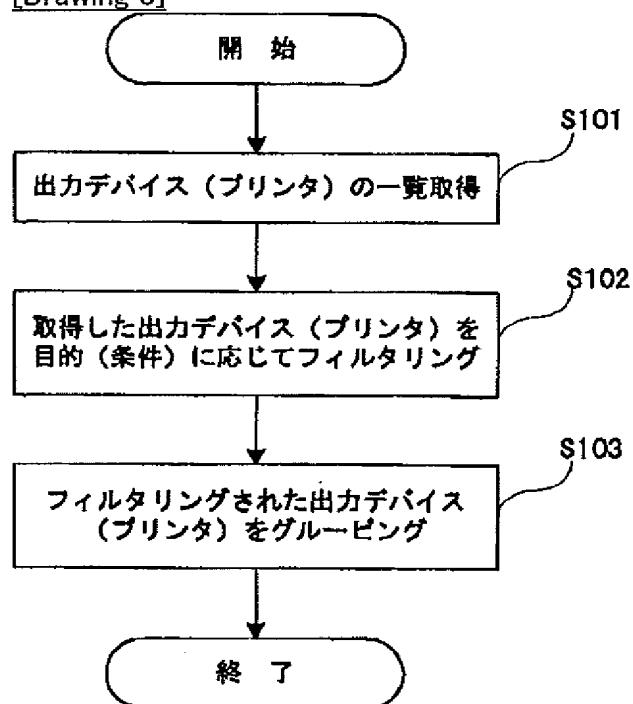 開 始
S101
出力デバイス（プリンタ）の一覧取得
S102
取得した出力デバイス（プリンタ）を
目的（条件）に応じてフィルタリング
S103
フィルタリングされた出力デバイス
（プリンタ）をグルーピング
終 了